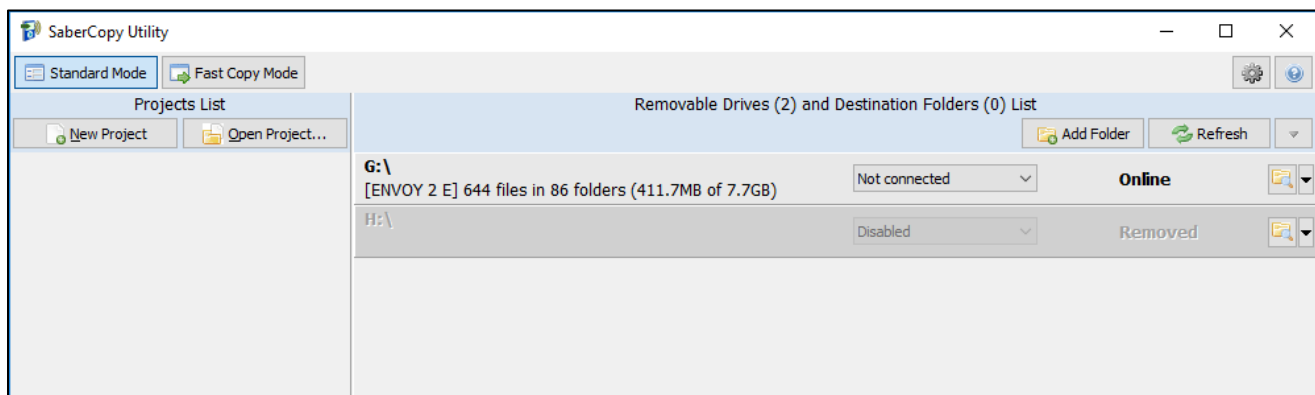 SaberCopy Utility
Standard Mode Fast Copy Mode
Projects List Removable Drives (2) and Destination Folders (0) List
New Project Open Project... Add Folder Refresh
G:\
[ENVOY 2 E] 644 files in 86 folders (411.7MB of 7.7GB) Not connected Online
H:\
Disabled Removed